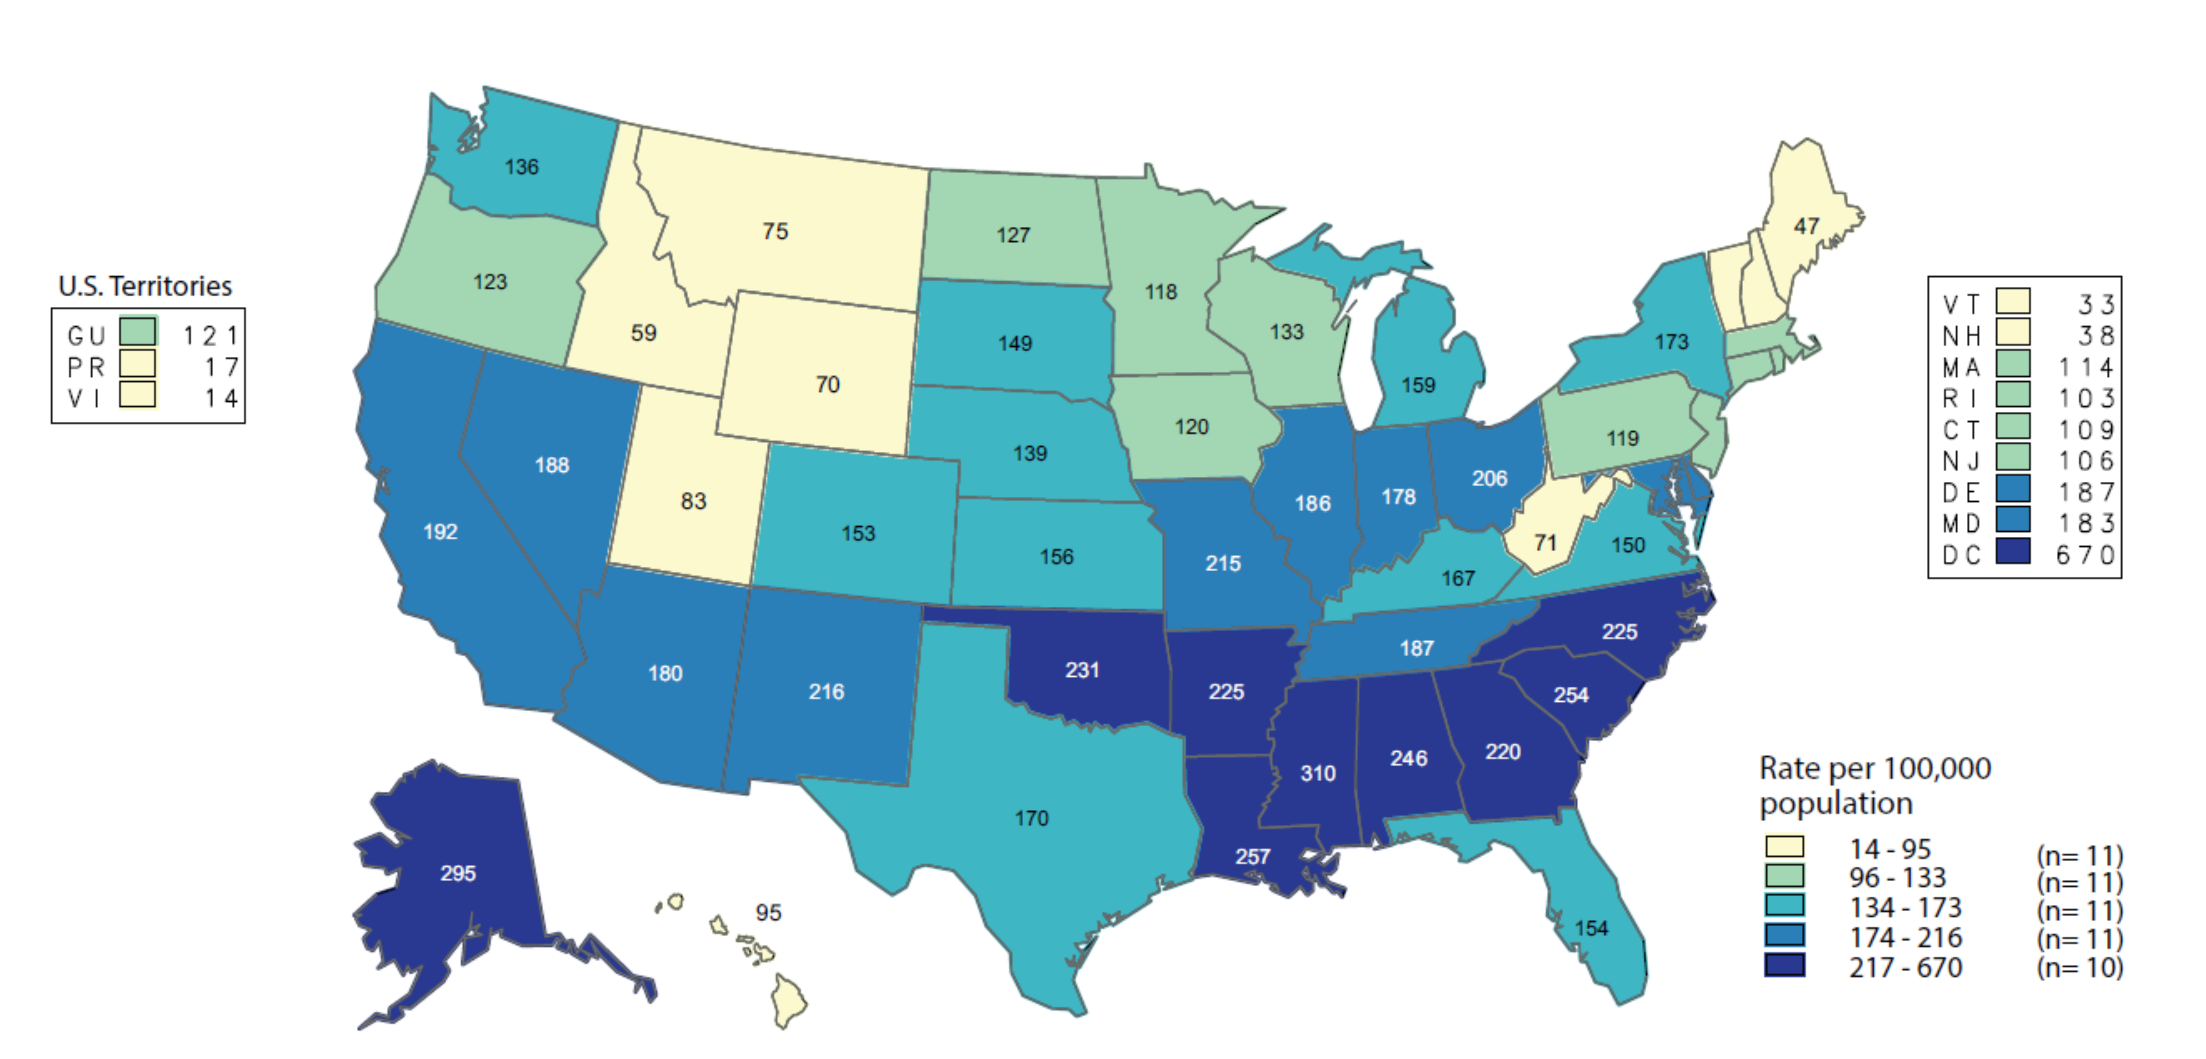 136
47
75
127
U.S. Territories
123
118
GU 121
PR 17
VI 14
59
149
133
173
VT 33
NH 38
MA 114
RI 103
CT 109
NJ 106
DE 187
MD 183
DC 670
70
159
120
119
139
188
206
83
186
178
192
153
156
215
71
150
167
225
187
231
180
216
225
254
220
246
310
Rate per 100,000
population
170
14 - 95 (n= 11)
96 - 133 (n= 11)
134 - 173 (n= 11)
174 - 216 (n= 11)
217 - 670 (n= 10)
257
295
95
154